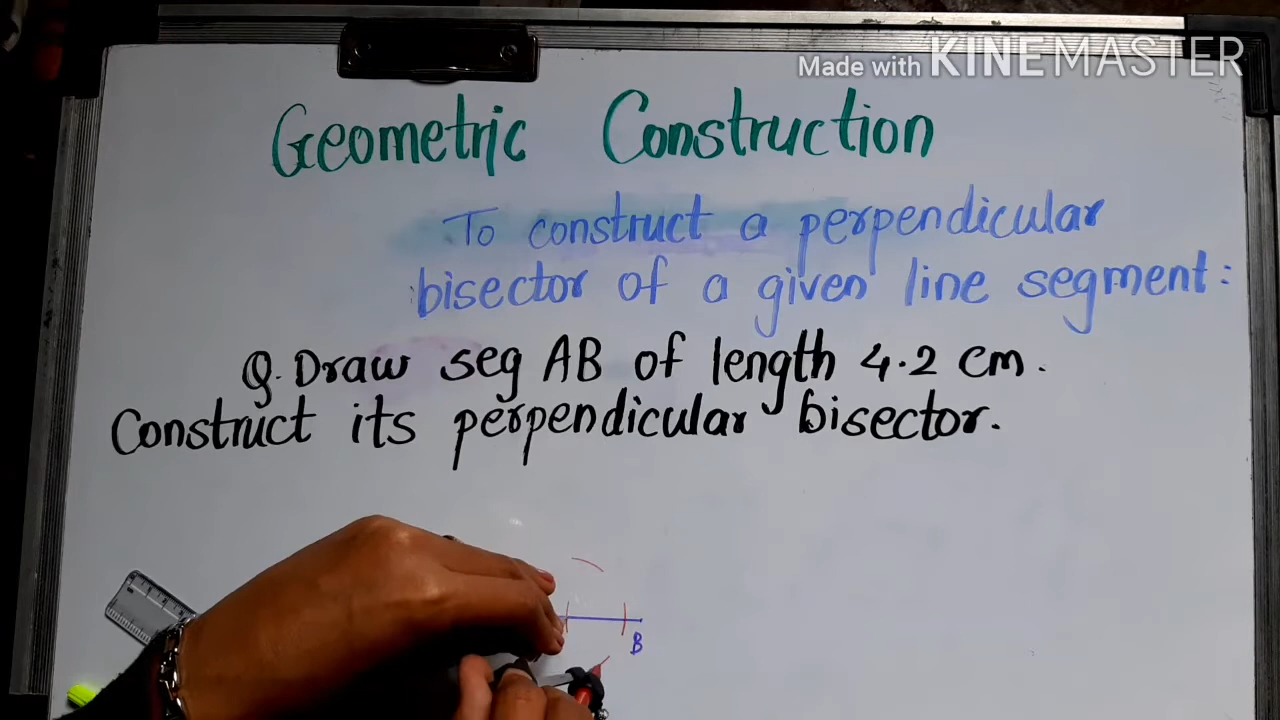 Made with KINEMASTER
Geometric Construction
To construct a perpendicular
bisector of a given line segment:
Q. Draw seg AB of length 4.2 cm.
Construct its perpendicular bisector.
B